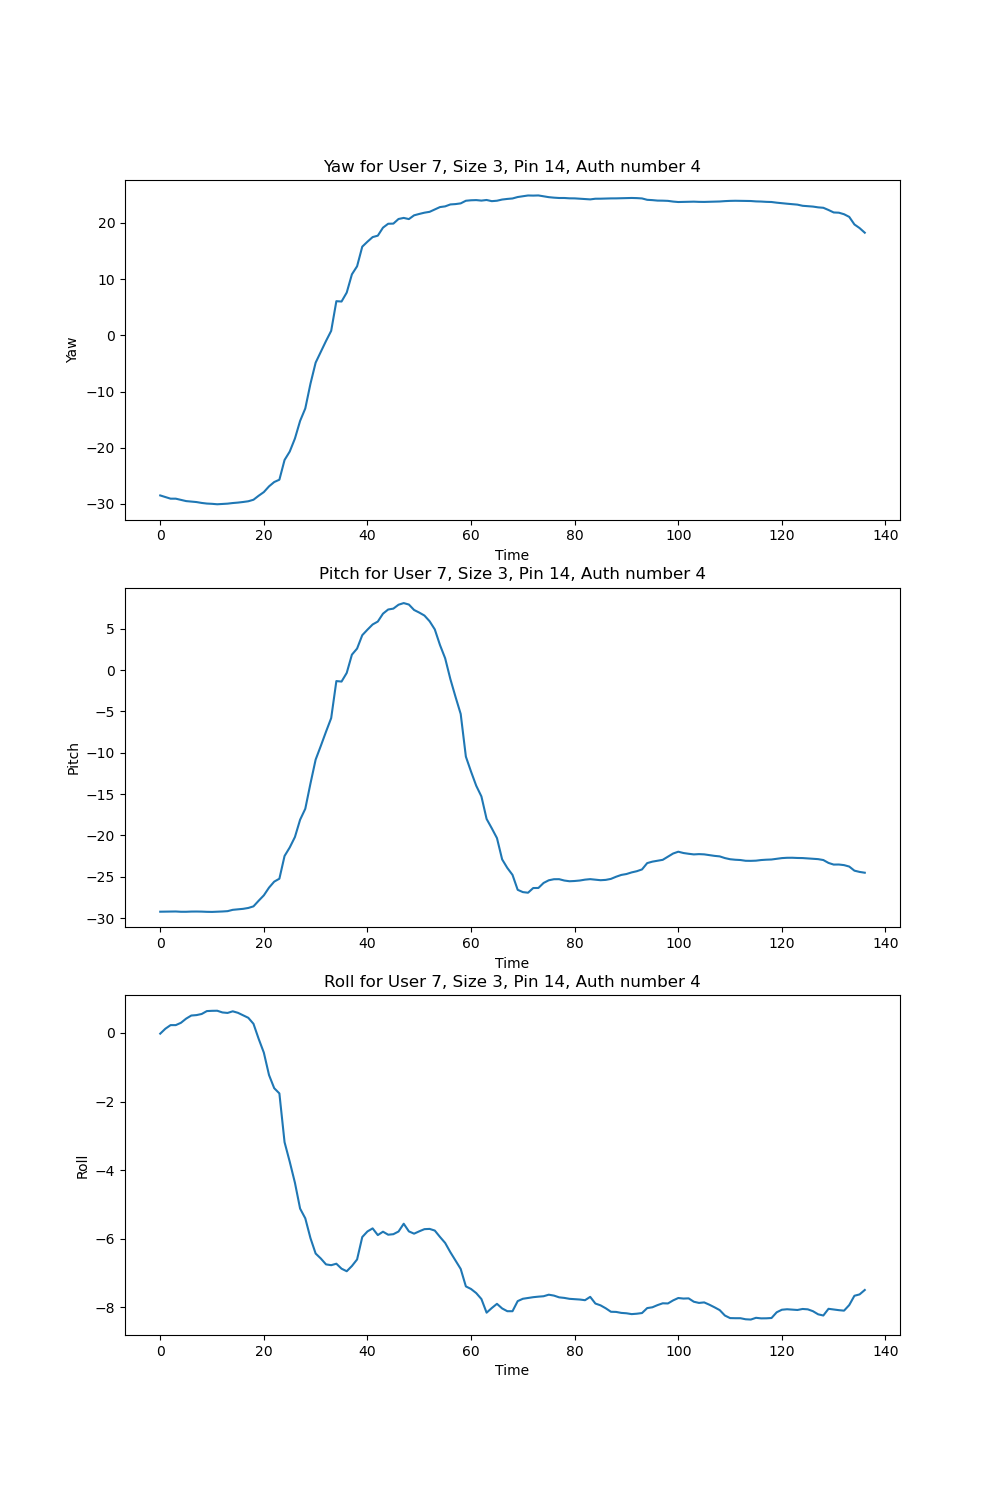 Yaw for User 7, Size 3, Pin 14, Auth number 4
20
10
0
−10
−20
−30
Yaw
0 20 40 60 80 100 120 140
Time
Pitch for User 7, Size 3, Pin 14, Auth number 4
5
0
−5
−10
−15
−20
−25
−30
Pitch
0 20 40 60 80 100 120 140
Time
Roll for User 7, Size 3, Pin 14, Auth number 4
0
−2
−4
−6
−8
Roll
0 20 40 60 80 100 120 140
Time